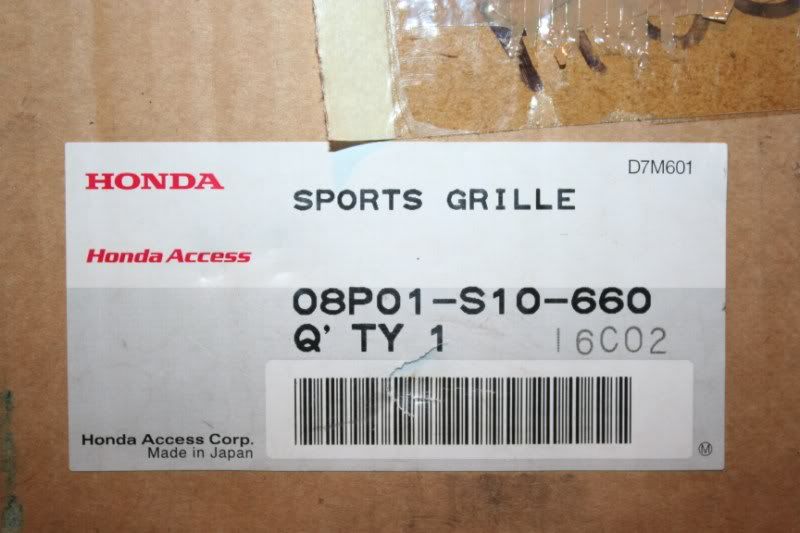 HONDA
Honda Access
SPORTS GRILLE
D7M601
08P01-S10-660
Q' TY 1
16C02
Honda Access Corp.
Made in Japan
M